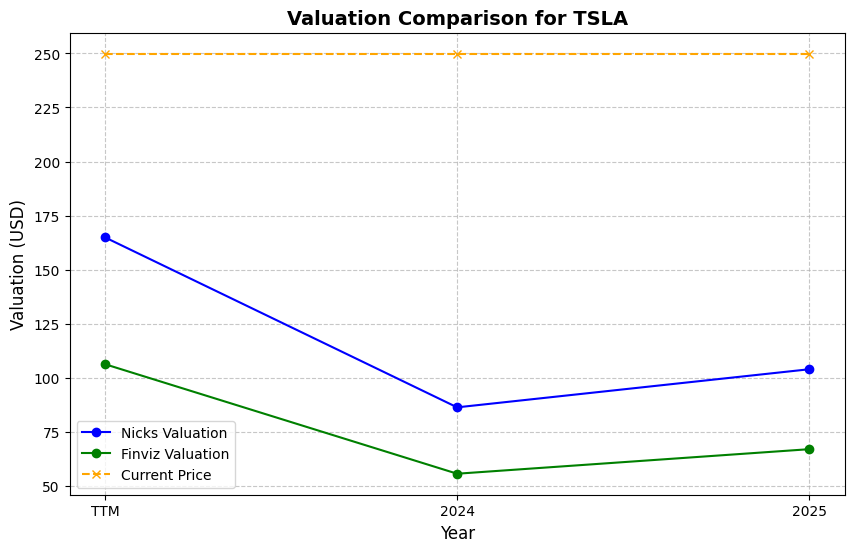 Valuation Comparison for TSLA
Valuation (USD)
250
225
200
175
150
125
100
75
50
Nicks Valuation
Finviz Valuation
Current Price
TTM
2024
2025
Year